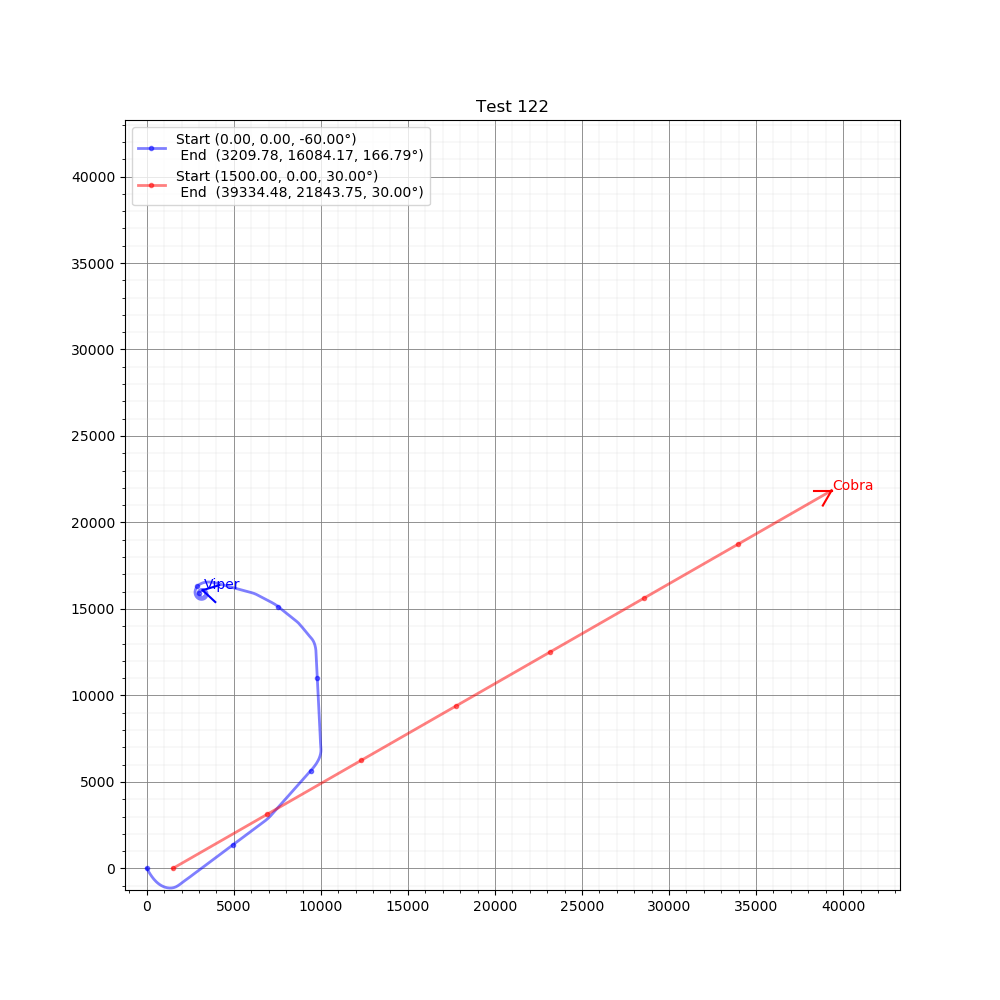 Test 122
Start (0.00, 0.00, -60.00°)
End (3209.78, 16084.17, 166.79°)
Start (1500.00, 0.00, 30.00°)
End (39334.48, 21843.75, 30.00°)
40000
35000
30000
25000
20000
15000
10000
5000
0
Cobra
Viper
0 5000 10000 15000 20000 25000 30000 35000 40000